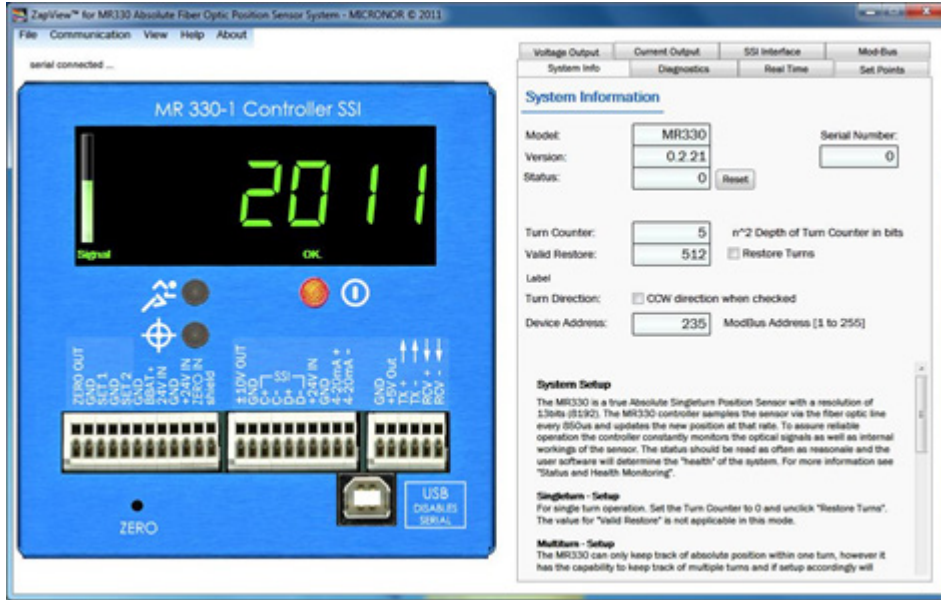 ZapView™ for MR330 Absolute Fiber Optic Position Sensor System - MICRONOR © 2011
File Communication View Help About
serial connected ...
MR 330-1 Controller SSI
2011
Signal
OK
ZERO OUT
GND
SET 1
GND
SET 2
GND
BBAT+
24V IN
GND
+24V IN
ZERO IN
shield
±10V OUT
GND
C+
C-
D+
D-
SSI
+24V IN
GND
4-20mA +
4-20mA -
GND
+5V Out
TX +
TX -
RCV +
RCV -
ZERO
USB
DISABLES
SERIAL
Voltage Output Current Output SSI Interface Mod-Bus
System Info Diagnostics Real Time Set Points
System Information
Model: MR330 Serial Number:
Version: 0.2.21 0
Status: 0 Reset
Turn Counter: 5 n^2 Depth of Turn Counter in bits
Valid Restore: 512 Restore Turns
Label
Turn Direction: CCW direction when checked
Device Address: 235 ModBus Address [1 to 255]
System Setup
The MR330 is a true Absolute Singleturn Position Sensor with a resolution of
13bits (8192). The MR330 controller samples the sensor via the fiber optic line
every 850us and updates the new position at that rate. To assure reliable
operation the controller constantly monitors the optical signals as well as internal
workings of the sensor. The status should be read as often as reasonale and the
user software will determine the "health" of the system. For more information see
"Status and Health Monitoring".
Singleturn - Setup
For single turn operation. Set the Turn Counter to 0 and unclick "Restore Turns".
The value for "Valid Restore" is not applicable in this mode.
Multiturn - Setup
The MR330 can only keep track of absolute position within one turn, however it
has the capability to keep track of multiple turns and if setup accordingly will